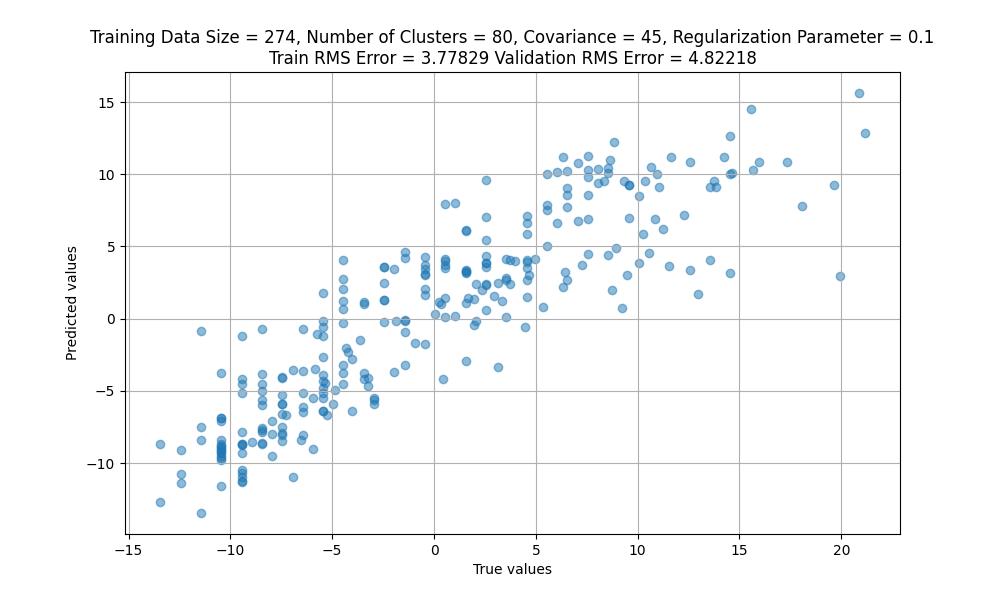 Training Data Size = 274, Number of Clusters = 80, Covariance = 45, Regularization Parameter = 0.1
Train RMS Error = 3.77829 Validation RMS Error = 4.82218
15
10
5
0
−5
−10
Predicted values
−15 −10 −5 0 5 10 15 20
True values